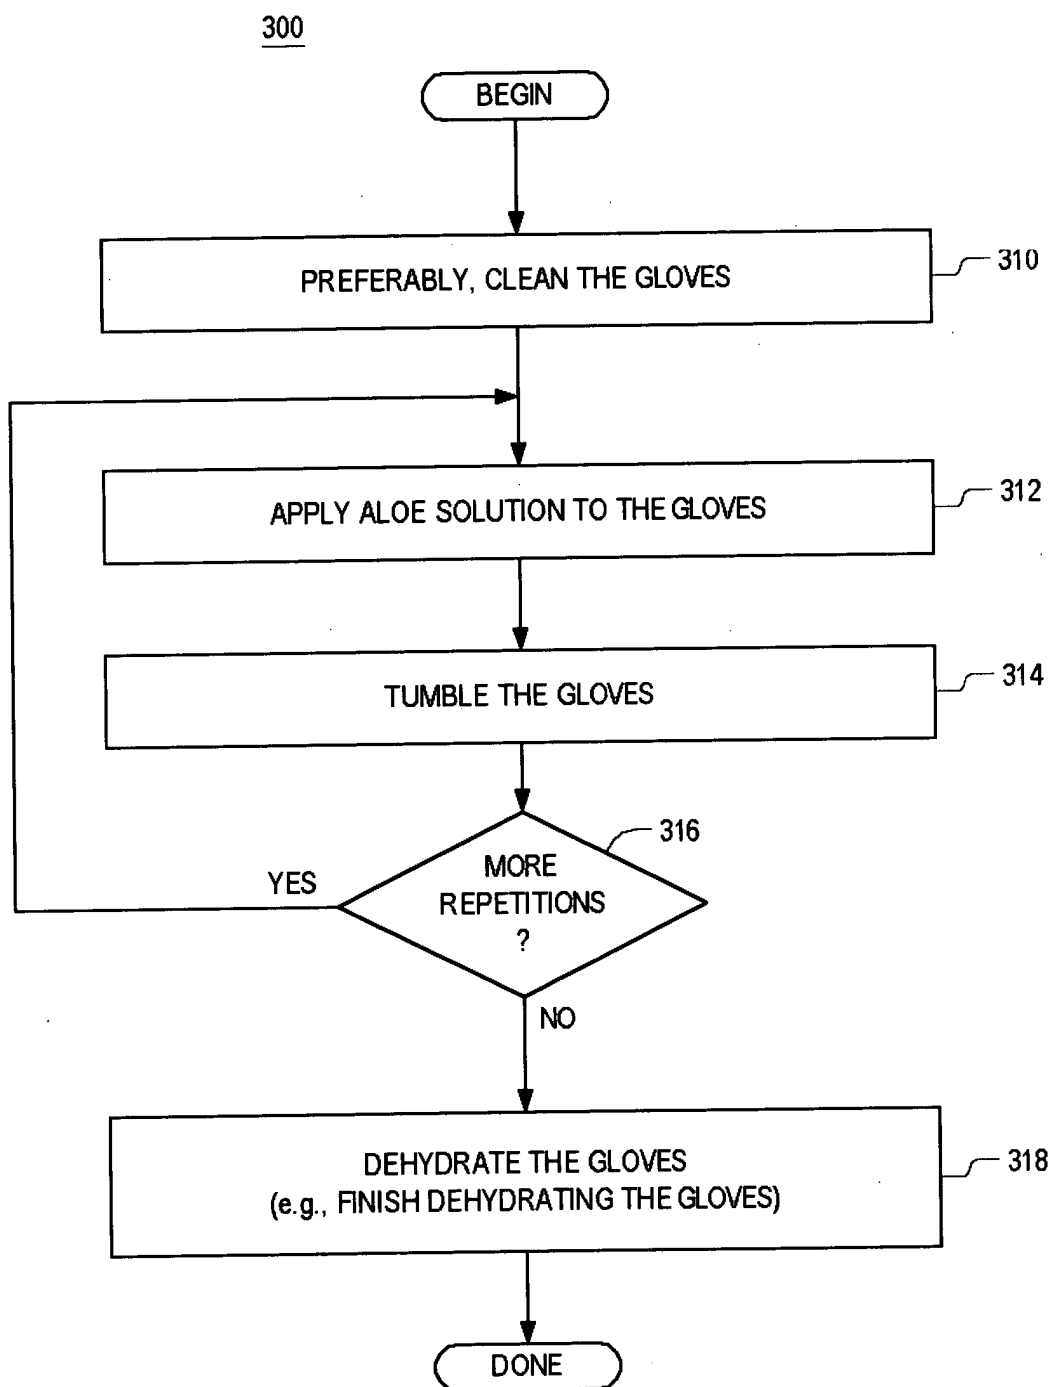 300
BEGIN
PREFERABLY, CLEAN THE GLOVES
310
APPLY ALOE SOLUTION TO THE GLOVES
312
TUMBLE THE GLOVES
314
316
MORE
REPETITIONS
?
YES
NO
DEHYDRATE THE GLOVES
(e.g., FINISH DEHYDRATING THE GLOVES)
318
DONE